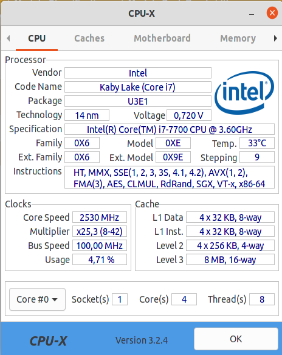 CPU-X
CPU Caches Motherboard Memory
Processor
Vendor Intel
Code Name Kaby Lake (Core i7)
Package U3E1
Technology 14 nm Voltage 0,720 V
intel
Specification Intel(R) Core(TM) i7-7700 CPU @ 3.60GHz
Family 0X6 Model 0XE Temp. 33°C
Ext. Family 0X6 Ext. Model 0X9E Stepping 9
Instructions HT, MMX, SSE(1, 2, 3, 3S, 4.1, 4.2), AVX(1, 2),
FMA(3), AES, CLMUL, RdRand, SGX, VT-x, x86-64
Clocks Cache
Core Speed 2530 MHz L1 Data 4 x 32 KB, 8-way
Multiplier x25,3 (8-42) L1 Inst. 4 x 32 KB, 8-way
Bus Speed 100,00 MHz Level 2 4 x 256 KB, 4-way
Usage 4,71 % Level 3 8 MB, 16-way
Core #0 Socket(s) 1 Core(s) 4 Thread(s) 8
CPU-X Version 3.2.4 OK